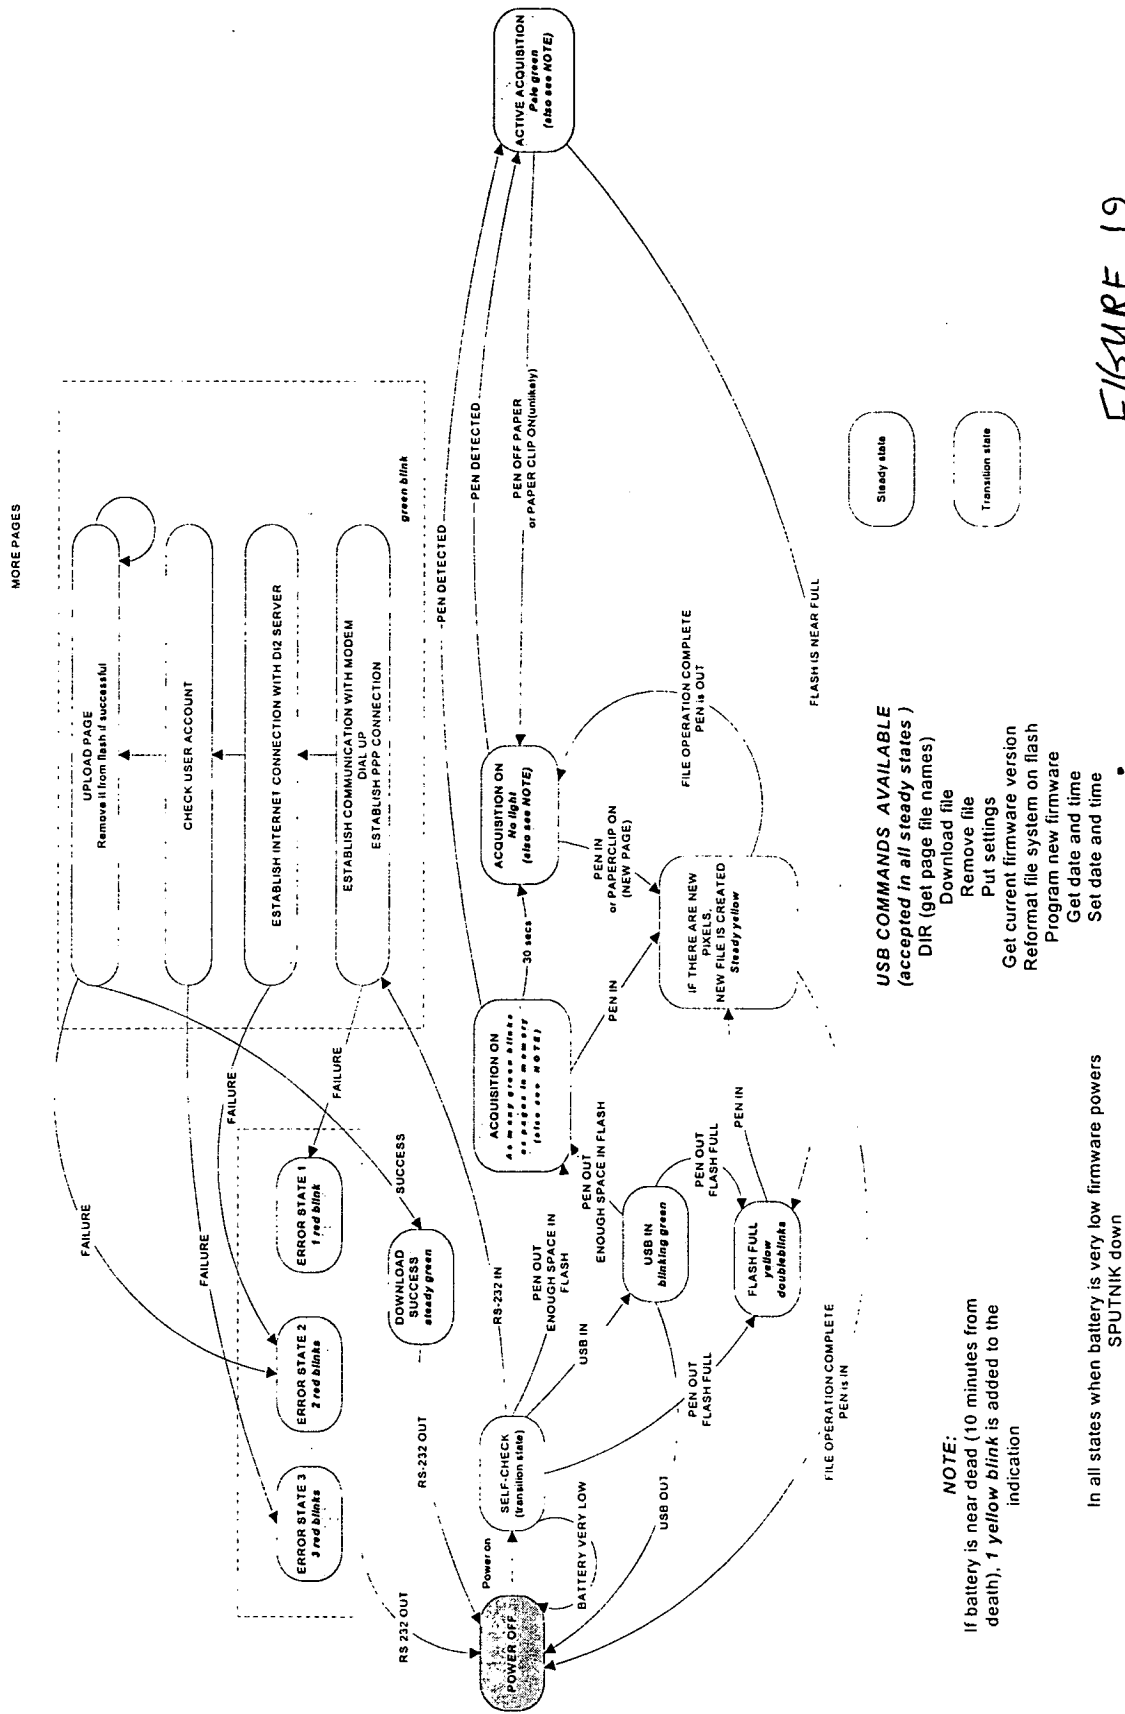 MORE PAGES
UPLOAD PAGE
Remove it from flash if successful
CHECK USER ACCOUNT
ESTABLISH INTERNET CONNECTION WITH DI2 SERVER
ESTABLISH COMMUNICATION WITH MODEM
DIAL UP
ESTABLISH PPP CONNECTION
green blink
FAILURE
FAILURE
FAILURE
FAILURE
SUCCESS
ERROR STATE 3
3 red blinks
ERROR STATE 2
2 red blinks
ERROR STATE 1
1 red blink
DOWNLOAD
SUCCESS
steady green
RS 232 OUT
RS-232 OUT
RS-232 IN
POWER OFF
Power on
SELF-CHECK
(transition state)
BATTERY VERY LOW
PEN OUT
ENOUGH SPACE IN
FLASH
USB IN
PEN OUT
FLASH FULL
USB OUT
USB IN
blinking green
PEN OUT
ENOUGH SPACE IN FLASH
PEN OUT
FLASH FULL
FLASH FULL
yellow
doubleblinks
PEN IN
ACQUISITION ON
As many green blinks
as pages in memory
(also see NOTE)
30 secs
PEN IN
ACQUISITION ON
No light
(also see NOTE)
PEN IN
or PAPERCLIP ON
(NEW PAGE)
IF THERE ARE NEW
PIXELS,
NEW FILE IS CREATED
Steady yellow
FILE OPERATION COMPLETE
PEN is OUT
FILE OPERATION COMPLETE
PEN is IN
PEN DETECTED
PEN DETECTED
PEN OFF PAPER
or PAPER CLIP ON(unlikely)
ACTIVE ACQUISITION
Pale green
(also see NOTE)
FLASH IS NEAR FULL
Steady state
Transition state
USB COMMANDS AVAILABLE
(accepted in all steady states )
DIR (get page file names)
Download file
Remove file
Put settings
Get current firmware version
Reformat file system on flash
Program new firmware
Get date and time
Set date and time
NOTE:
If battery is near dead (10 minutes from
death), 1 yellow blink is added to the
indication
In all states when battery is very low firmware powers
SPUTNIK down
FIGURE 19